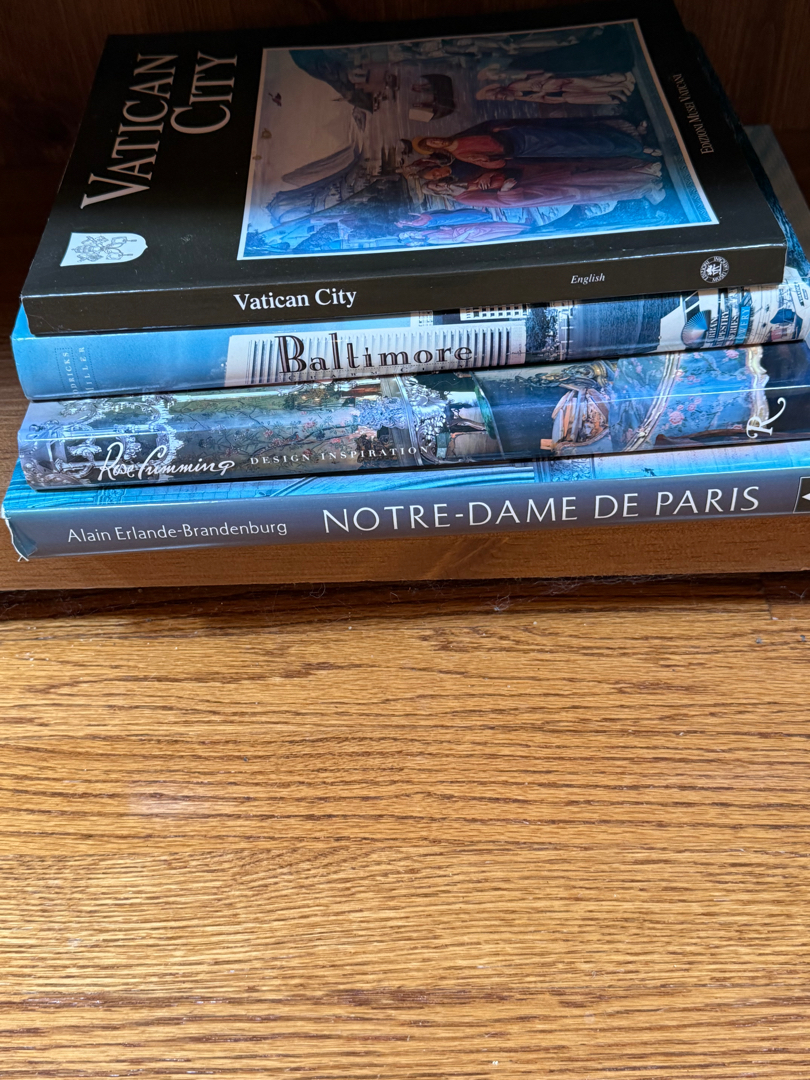 VATICAN
CITY
EDIZIONI MUSEI VATICANI
Vatican City
English
Baltimore
Rose Cumming
DESIGN INSPIRATIO
R
Alain Erlande-Brandenburg
NOTRE-DAME DE PARIS